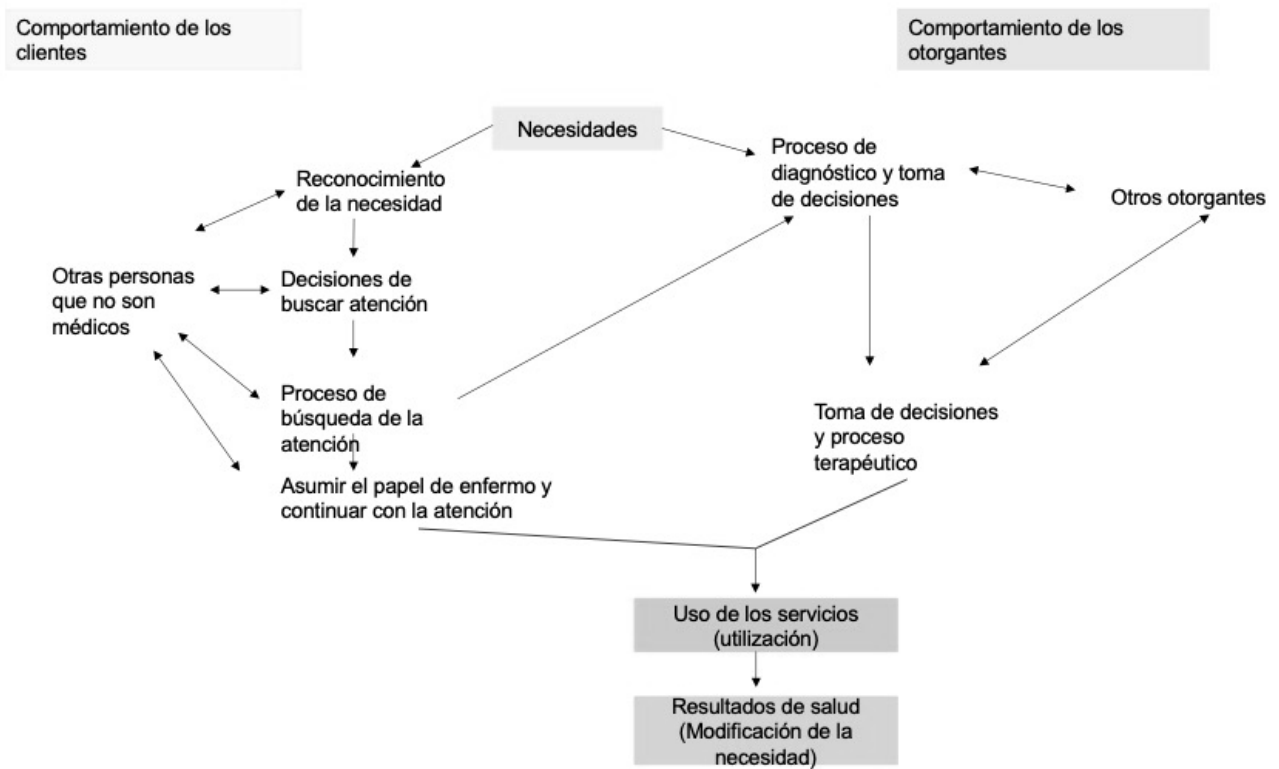 Comportamiento de los
clientes
Comportamiento de los
otorgantes
Necesidades
Reconocimiento
de la necesidad
Proceso de
diagnóstico y toma
de decisiones
Otros otorgantes
Otras personas
que no son
médicos
Decisiones de
buscar atención
Proceso de
búsqueda de la
atención
Toma de decisiones
y proceso
terapéutico
Asumir el papel de enfermo y
continuar con la atención
Uso de los servicios
(utilización)
Resultados de salud
(Modificación de la
necesidad)